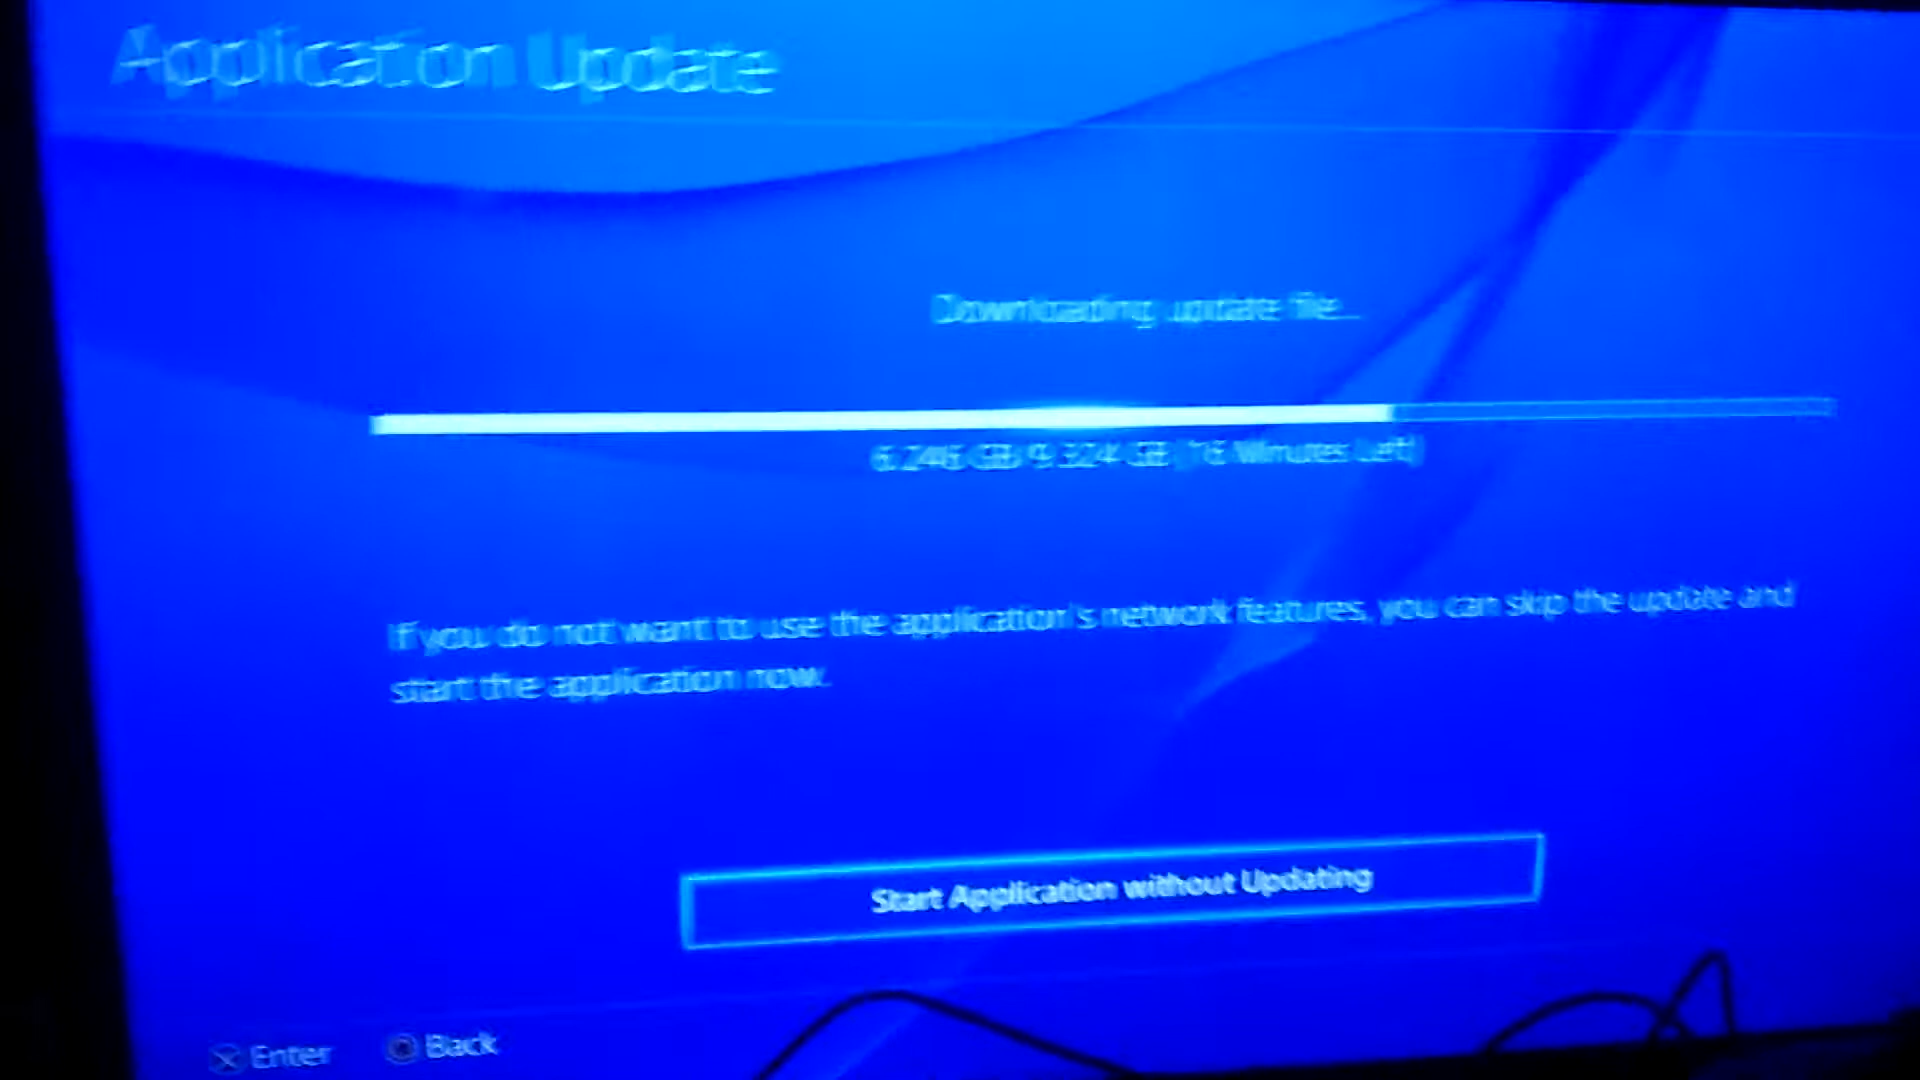 Application Update
Downloading update file...
6.246 GB/9.324 GB (16 Minutes Left)
If you do not want to use the application's network features, you can skip the update and
start the application now.
Start Application without Updating
Enter Back